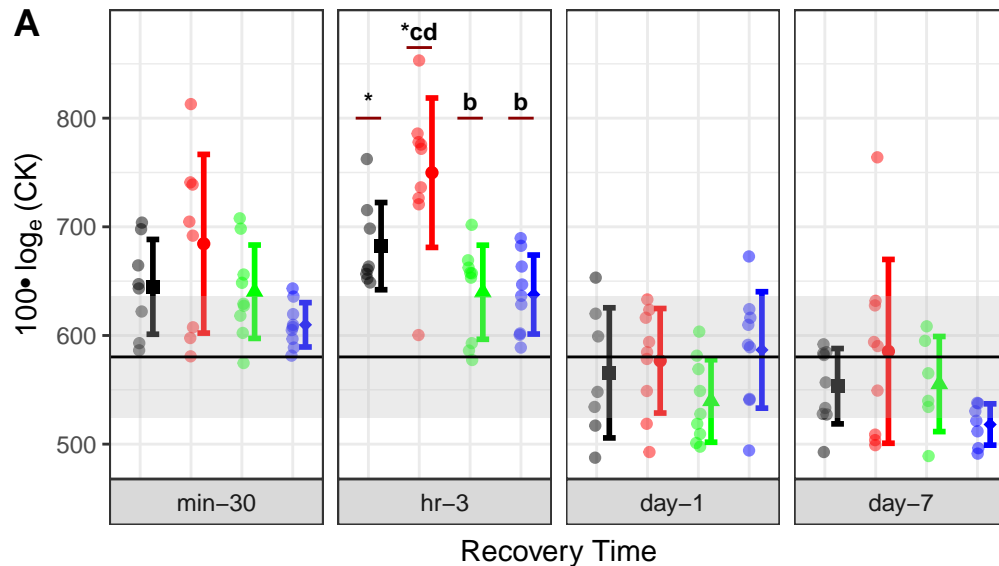 A
*cd
*
b
b
800
700
600
500
100• logₑ (CK)
min−30
hr−3
day−1
day−7
Recovery Time